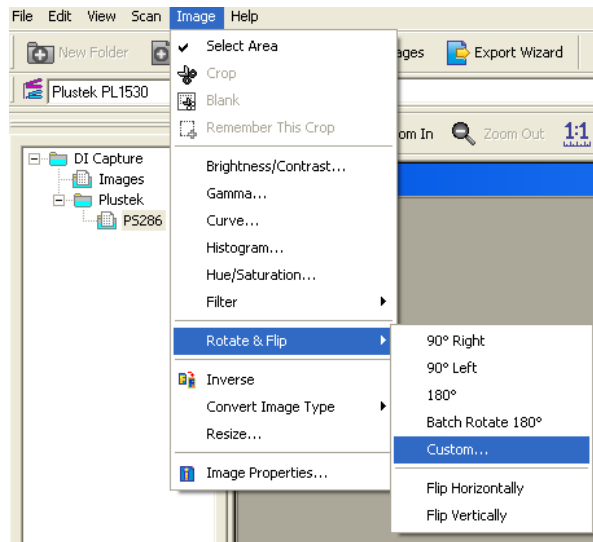 File Edit View Scan Image Help
New Folder
ages Export Wizard
Plustek PL1530
om In Zoom Out 1:1
DI Capture
Images
Plustek
PS286
Select Area
Crop
Blank
Remember This Crop
Brightness/Contrast...
Gamma...
Curve...
Histogram...
Hue/Saturation...
Filter
Rotate & Flip
Inverse
Convert Image Type
Resize...
Image Properties...
90° Right
90° Left
180°
Batch Rotate 180°
Custom...
Flip Horizontally
Flip Vertically